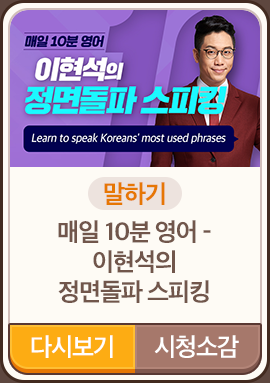 매일 10분 영어
이현석의
정면돌파 스피킹
Learn to speak Koreans' most used phrases
말하기
매일 10분 영어 -
이현석의
정면돌파 스피킹
다시보기
시청소감